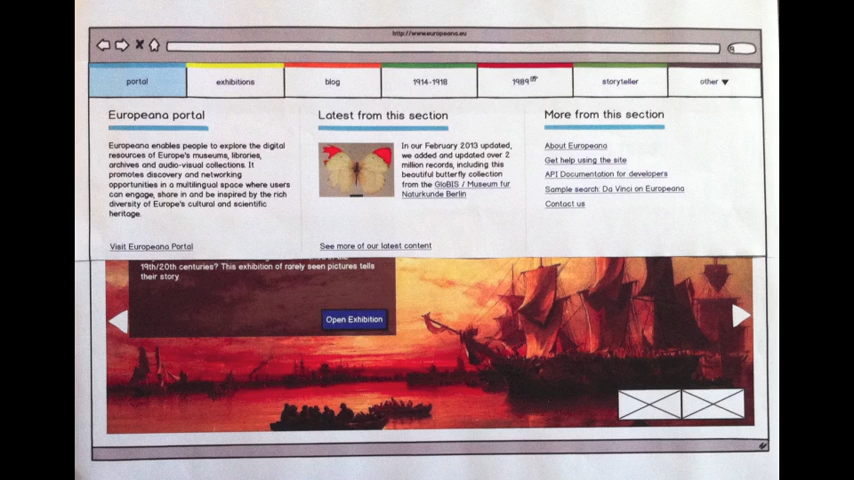 http://www.europeana.eu
portal
exhibitions
blog
1914-1918
1989
storyteller
other
Europeana portal
Europeana enables people to explore the digital
resources of Europe's museums, libraries,
archives and audio-visual collections. It
promotes discovery and networking
opportunities in a multilingual space where users
can engage, share in and be inspired by the rich
diversity of Europe's cultural and scientific
heritage.
Visit Europeana Portal
Latest from this section
In our February 2013 updated,
we added and updated over 2
million records, including this
beautiful butterfly collection
from the GloBIS / Museum fur
Naturkunde Berlin
See more of our latest content
More from this section
About Europeana
Get help using the site
API Documentation for developers
Sample search: Da Vinci on Europeana
Contact us
19th/20th centuries? This exhibition of rarely seen pictures tells
their story.
Open Exhibition